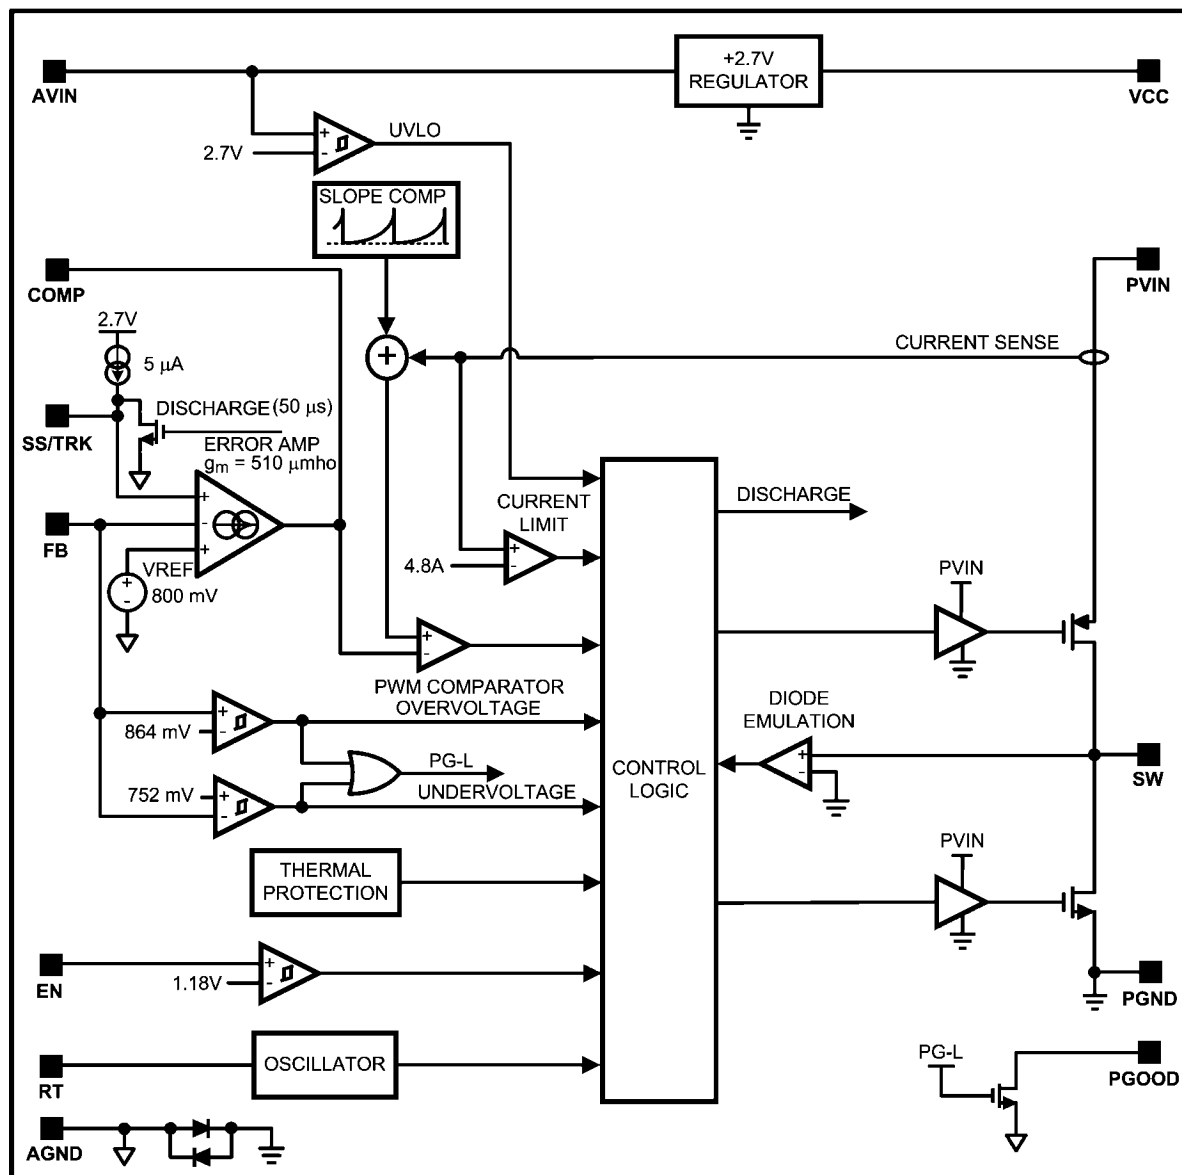 +2.7V
REGULATOR
AVIN
VCC
UVLO
+
-
2.7V
SLOPE COMP
COMP
PVIN
2.7V
CURRENT SENSE
+
5 μA
DISCHARGE (50 μs)
SS/TRK
ERROR AMP
gm = 510 μmho
+
-
+
FB
CURRENT
LIMIT
DISCHARGE
+
-
4.8A
VREF
800 mV
+
-
PVIN
+
-
PWM COMPARATOR
OVERVOLTAGE
+
-
864 mV
DIODE
EMULATION
+
-
SW
PG-L
CONTROL
LOGIC
752 mV
+
-
UNDERVOLTAGE
PVIN
THERMAL
PROTECTION
EN
+
-
1.18V
PGND
RT
OSCILLATOR
PG-L
PGOOD
AGND